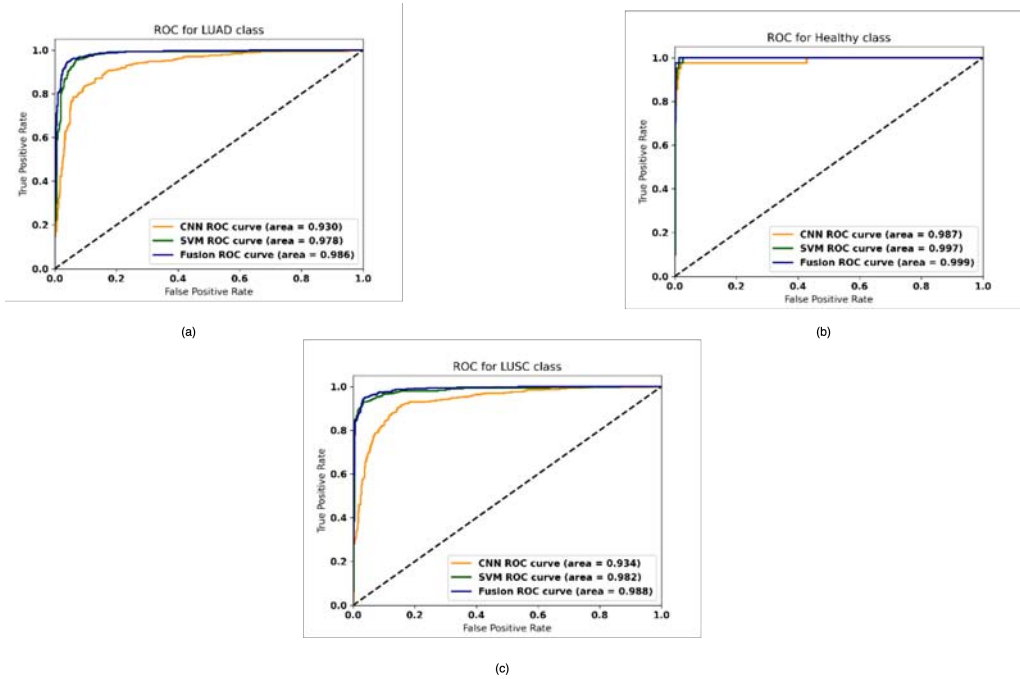 ROC for LUAD class
True Positive Rate
1.0
0.8
0.6
0.4
0.2
0.0
CNN ROC curve (area = 0.930)
SVM ROC curve (area = 0.978)
Fusion ROC curve (area = 0.986)
0.0 0.2 0.4 0.6 0.8 1.0
False Positive Rate
(a)
ROC for Healthy class
True Positive Rate
1.0
0.8
0.6
0.4
0.2
0.0
CNN ROC curve (area = 0.987)
SVM ROC curve (area = 0.997)
Fusion ROC curve (area = 0.999)
0.0 0.2 0.4 0.6 0.8 1.0
False Positive Rate
(b)
ROC for LUSC class
True Positive Rate
1.0
0.8
0.6
0.4
0.2
0.0
CNN ROC curve (area = 0.934)
SVM ROC curve (area = 0.982)
Fusion ROC curve (area = 0.988)
0.0 0.2 0.4 0.6 0.8 1.0
False Positive Rate
(c)